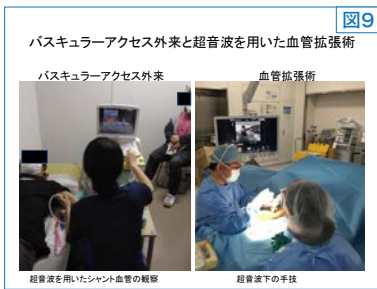 図9
バスキュラーアクセス外来と超音波を用いた血管拡張術
バスキュラーアクセス外来
血管拡張術
超音波を用いたシャント血管の観察
超音波下の手技